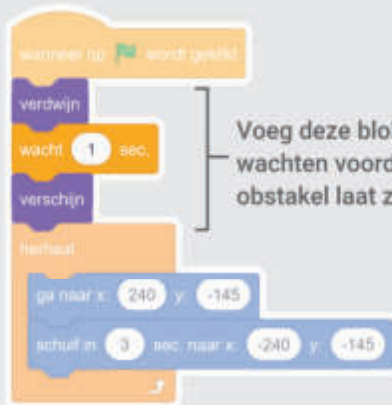 wanneer op wordt geklikt
verdwijn
wacht 1 sec.
verschijn
herhaal
ga naar x: 240 y: -145
schuif in 3 sec. naar x: -240 y: -145
Voeg deze blo
wachten voord
obstakel laat z